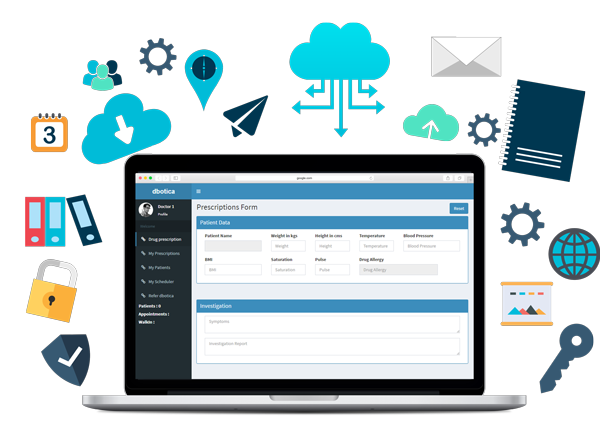 3
google.com
dbotica
Doctor 1
Profile
Prescriptions Form
Reset
Patient Data
Patient Name
Weight in kgs
Height in cms
Temperature
Blood Pressure
Weight
Height
Temperature
Blood Pressure
BMI
Saturation
Pulse
Drug Allergy
BMI
Saturation
Pulse
Drug Allergy
Drug prescription
My Prescriptions
My Patients
My Scheduler
Refer dbotica
Patients : 0
Appointments :
Walkin :
Investigation
Symptoms
Investigation Report